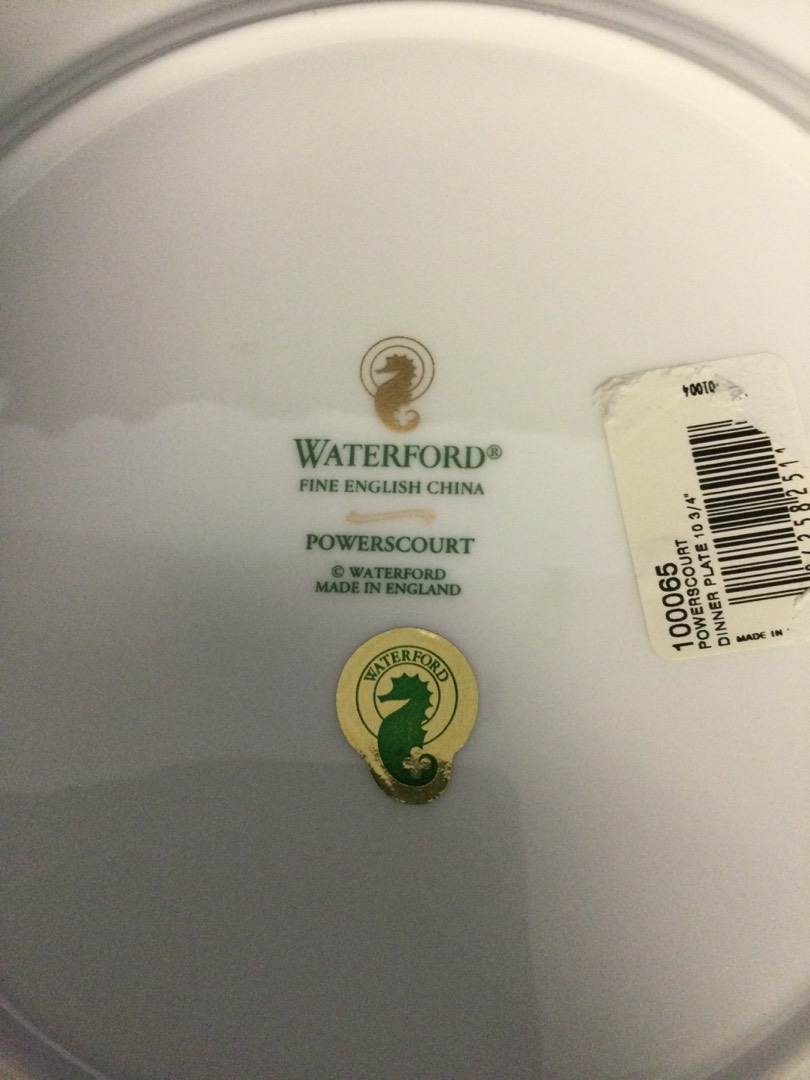 WATERFORD®
FINE ENGLISH CHINA
POWERSCOURT
© WATERFORD
MADE IN ENGLAND
WATERFORD
100065
POWERSCOURT
DINNER PLATE 10 3/4"
MADE IN
01004